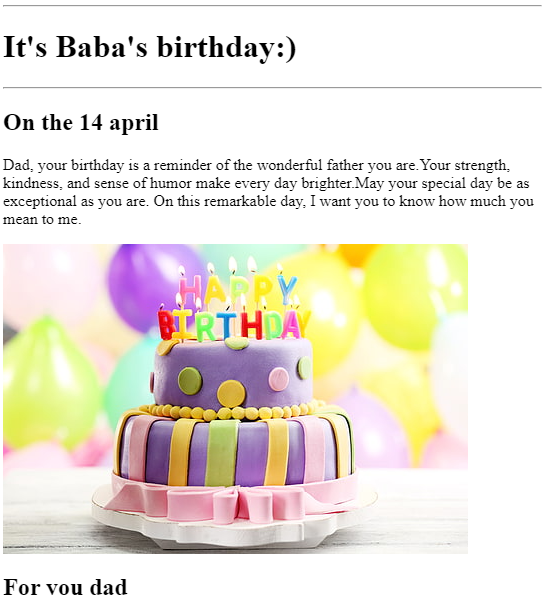 It's Baba's birthday:)
On the 14 april
Dad, your birthday is a reminder of the wonderful father you are.Your strength,
kindness, and sense of humor make every day brighter.May your special day be as
exceptional as you are. On this remarkable day, I want you to know how much you
mean to me.
HAPPY
BIRTHDAY
For you dad